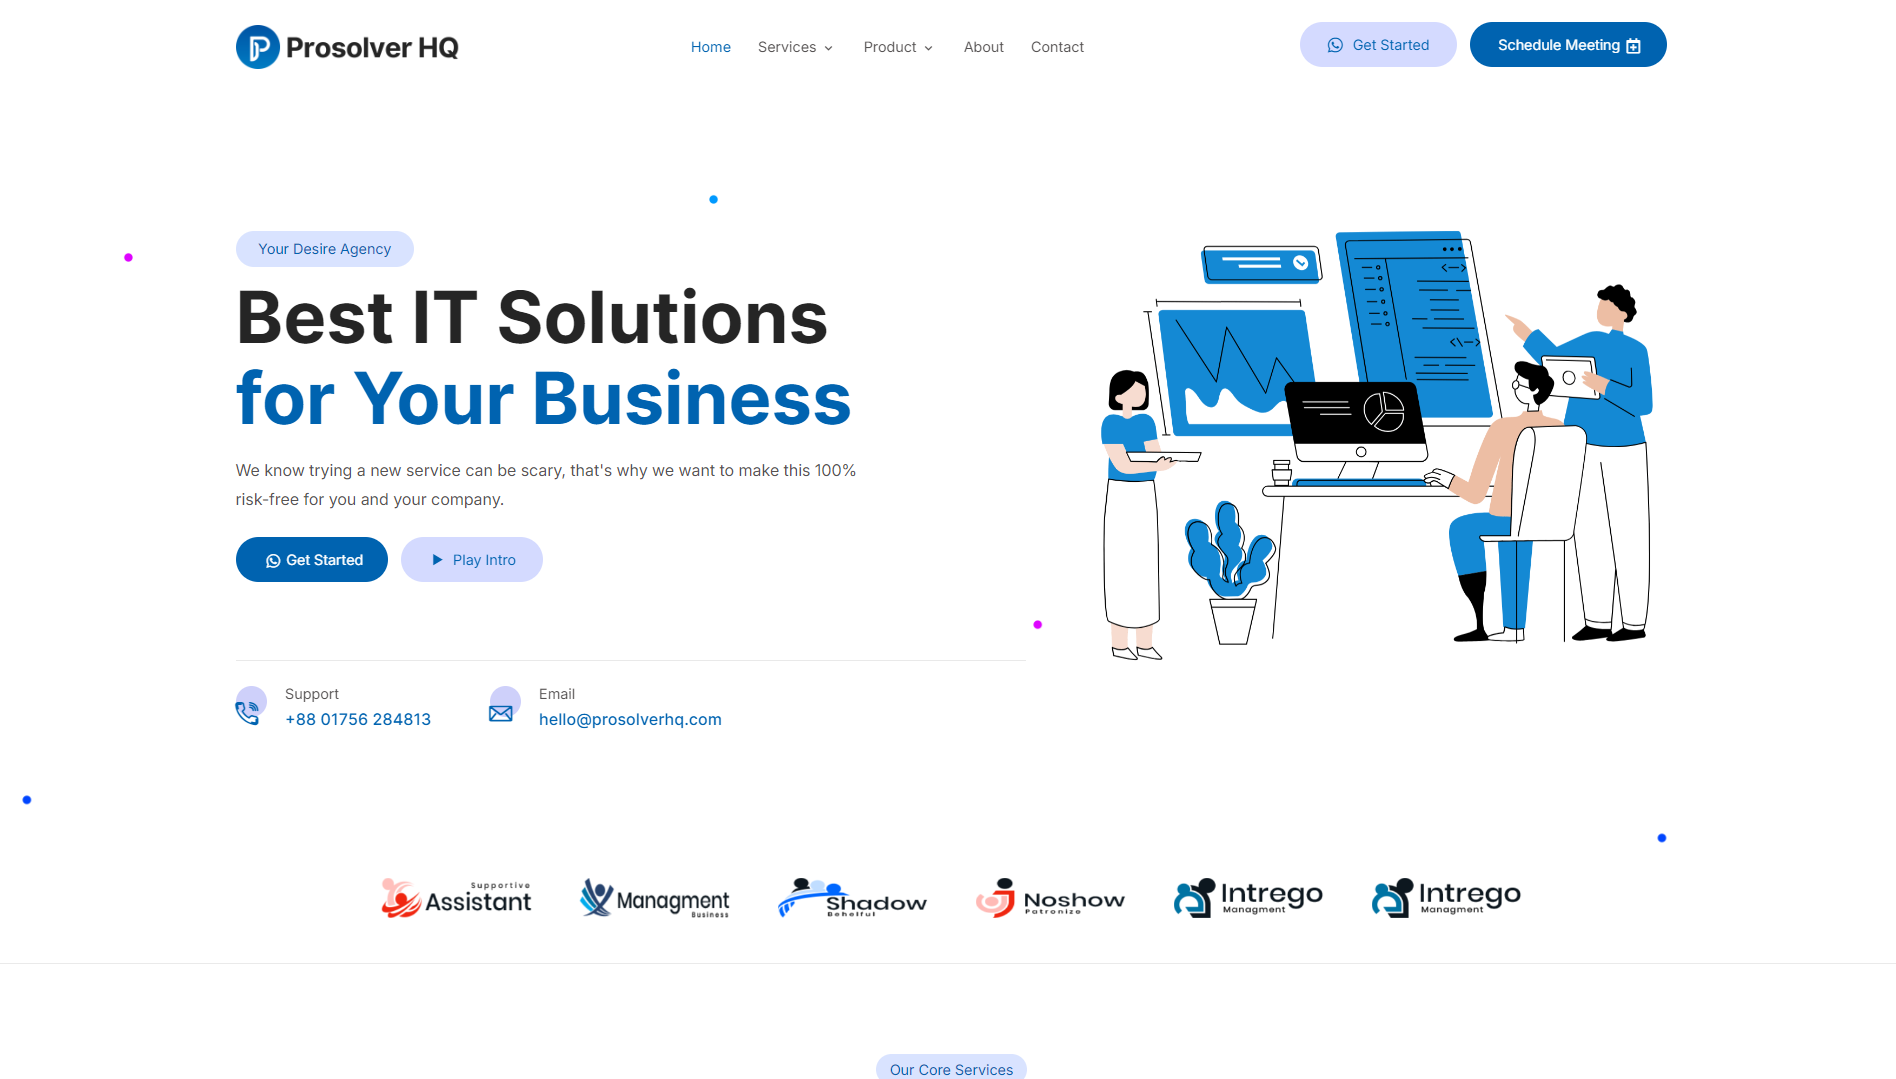 Prosolver HQ
Home
Services
Product
About
Contact
Get Started
Schedule Meeting
Your Desire Agency
Best IT Solutions
for Your Business
We know trying a new service can be scary, that's why we want to make this 100%
risk-free for you and your company.
Get Started
Play Intro
Support
+88 01756 284813
Email
hello@prosolverhq.com
Supportive
Assistant
Managment
Business
Shadow
Behelful
Noshow
Patronize
Intrego
Managment
Intrego
Managment
Our Core Services